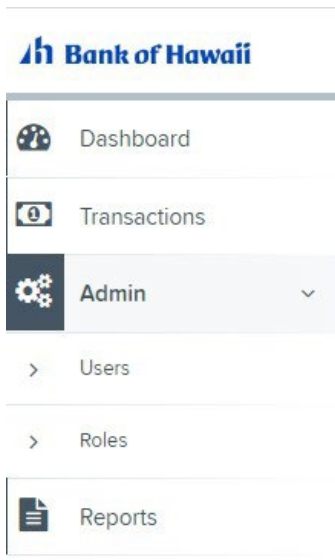 Bank of Hawaii
Dashboard
Transactions
Admin
Users
Roles
Reports